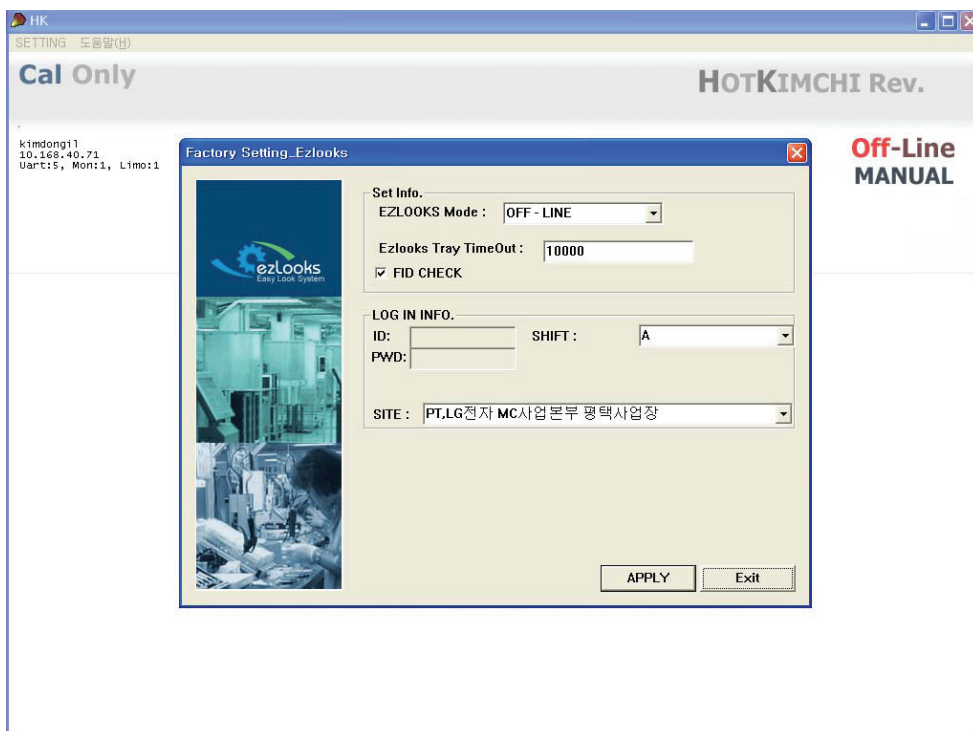 HK
SETTING 도움말(H)
Cal Only
HOTKIMCHI Rev.
kimdongil
10.168.40.71
Uart:5, Mon:1, Limo:1
Off-Line
MANUAL
Factory Setting_Ezlooks
ezLooks
Easy Look System
Set Info.
EZLOOKS Mode : OFF - LINE
Ezlooks Tray TimeOut : 10000
FID CHECK
LOG IN INFO.
ID: SHIFT : A
PWD:
SITE : PT,LG전자 MC사업본부 평택사업장
APPLY Exit